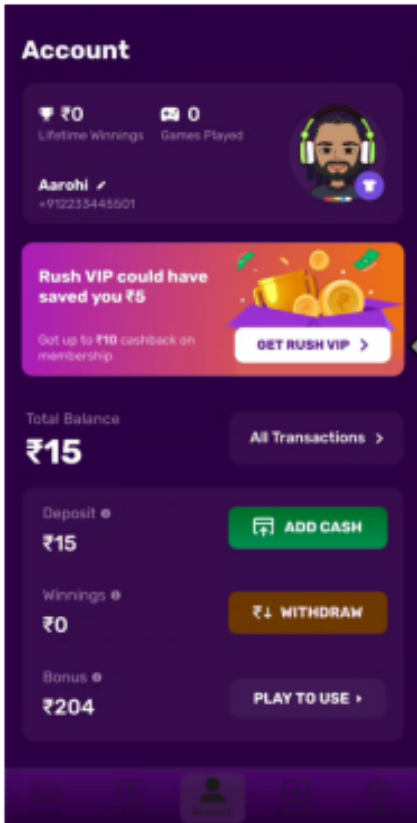 Account
₹0
0
Lifetime Winnings
Games Played
Aarohi
+912233445501
Rush VIP could have
saved you ₹5
Get up to ₹10 cashback on
membership
GET RUSH VIP >
Total Balance
₹15
All Transactions >
Deposit
₹15
ADD CASH
Winnings
₹0
₹↓ WITHDRAW
Bonus
₹204
PLAY TO USE
Account